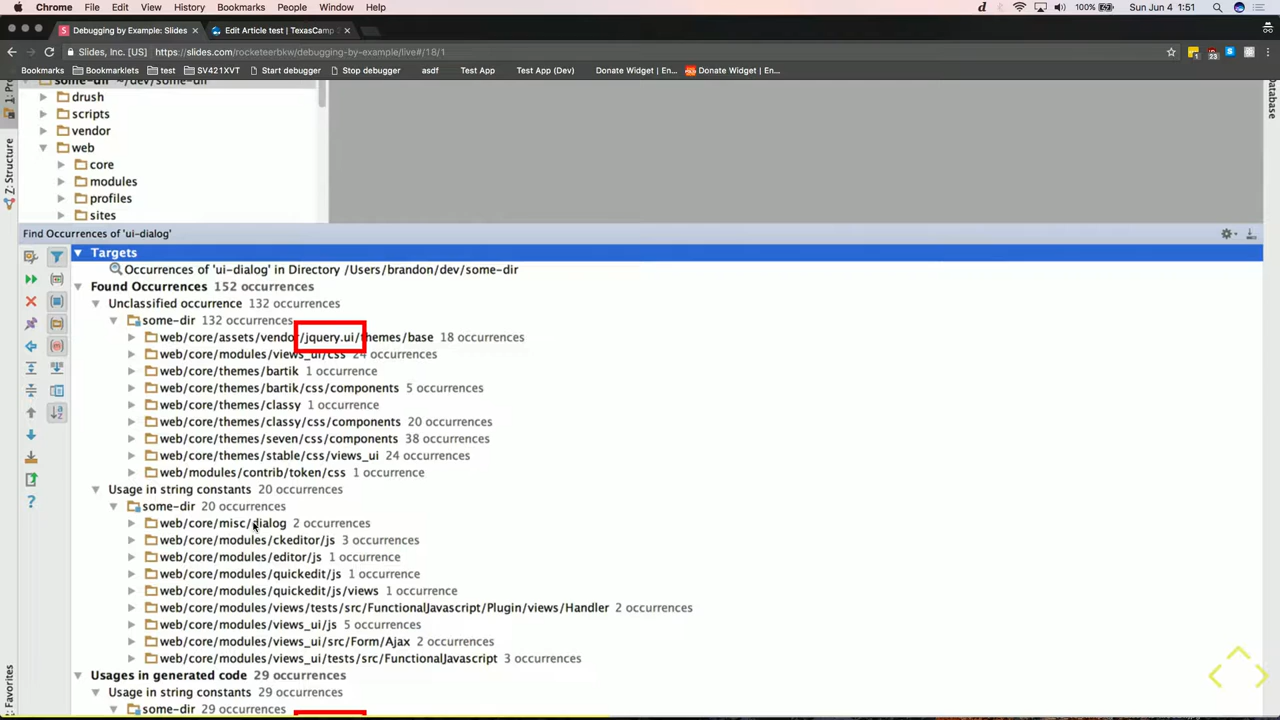 Chrome File Edit View History Bookmarks People Window Help 100% Sun Jun 4 1:51
Debugging by Example: Slides × Edit Article test | TexasCamp ×
Slides, Inc. [US] https://slides.com/rocketeerbkw/debugging-by-example/live#/18/1
Bookmarks Bookmarklets test SV421XVT Start debugger Stop debugger asdf Test App Test App (Dev) Donate Widget | En... Donate Widget | En...
some-dir ~/dev/some-dir
drush
scripts
vendor
web
core
modules
profiles
sites
Z: Structure
Database
Find Occurrences of 'ui-dialog'
Targets
Occurrences of 'ui-dialog' in Directory /Users/brandon/dev/some-dir
Found Occurrences 152 occurrences
Unclassified occurrence 132 occurrences
some-dir 132 occurrences
web/core/assets/vendor/jquery.ui/themes/base 18 occurrences
web/core/modules/views_ui/css 24 occurrences
web/core/themes/bartik 1 occurrence
web/core/themes/bartik/css/components 5 occurrences
web/core/themes/classy 1 occurrence
web/core/themes/classy/css/components 20 occurrences
web/core/themes/seven/css/components 38 occurrences
web/core/themes/stable/css/views_ui 24 occurrences
web/modules/contrib/token/css 1 occurrence
Usage in string constants 20 occurrences
some-dir 20 occurrences
web/core/misc/dialog 2 occurrences
web/core/modules/ckeditor/js 3 occurrences
web/core/modules/editor/js 1 occurrence
web/core/modules/quickedit/js 1 occurrence
web/core/modules/quickedit/js/views 1 occurrence
web/core/modules/views/tests/src/FunctionalJavascript/Plugin/views/Handler 2 occurrences
web/core/modules/views_ui/js 5 occurrences
web/core/modules/views_ui/src/Form/Ajax 2 occurrences
web/core/modules/views_ui/tests/src/FunctionalJavascript 3 occurrences
Usages in generated code 29 occurrences
Usage in string constants 29 occurrences
some-dir 29 occurrences
Favorites